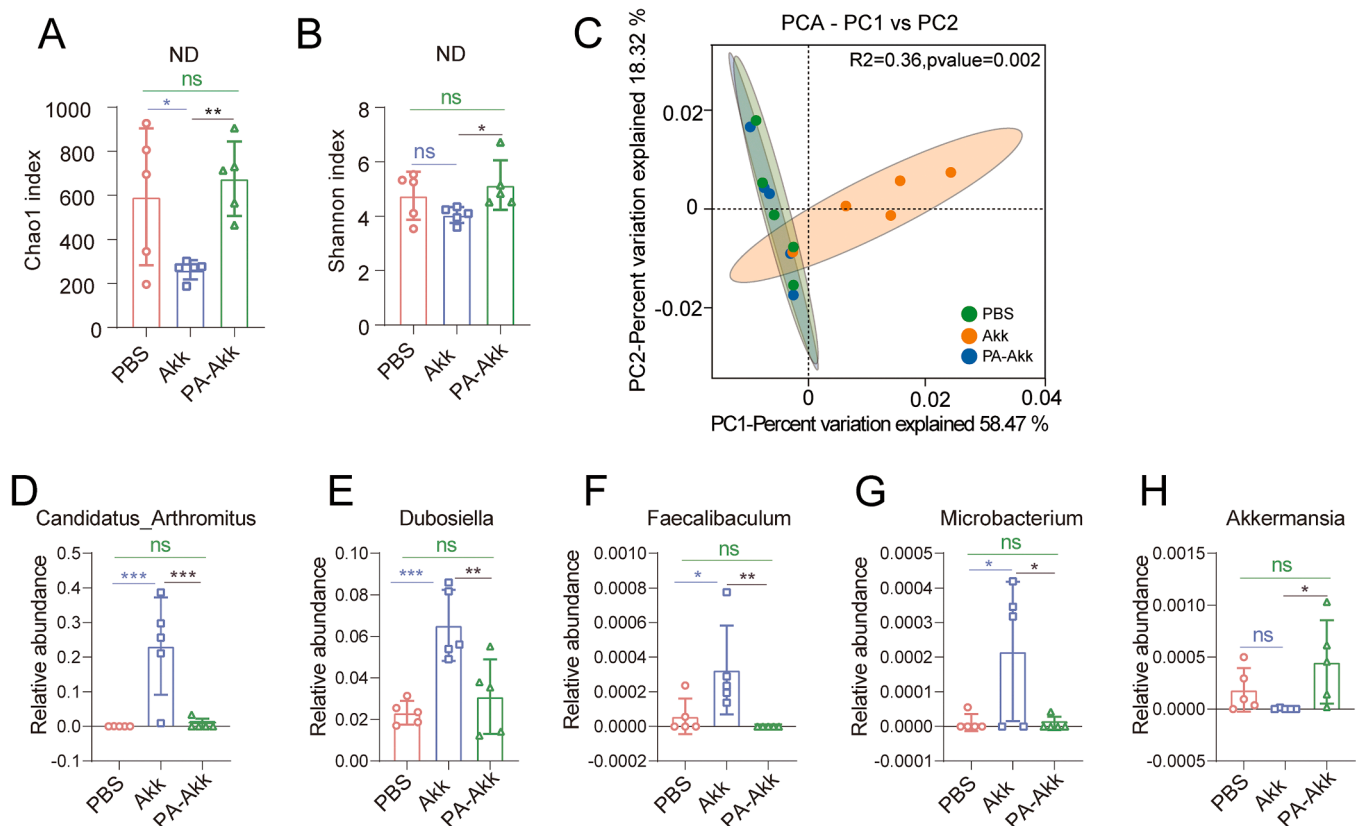 A
ND
ns
*
**
Chao1 index
1000
800
600
400
200
0
PBS
Akk
PA-Akk
B
ND
ns
ns
*
Shannon index
8
6
4
2
0
PBS
Akk
PA-Akk
C
PCA - PC1 vs PC2
R2=0.36,pvalue=0.002
PC2-Percent variation explained 18.32 %
0.02
0
-0.02
PBS
Akk
PA-Akk
0
0.02
0.04
PC1-Percent variation explained 58.47 %
D
Candidatus_Arthromitus
ns
***
***
Relative abundance
0.5
0.4
0.3
0.2
0.1
0.0
-0.1
PBS
Akk
PA-Akk
E
Dubosiella
ns
***
**
Relative abundance
0.10
0.08
0.06
0.04
0.02
0.00
PBS
Akk
PA-Akk
F
Faecalibaculum
ns
*
**
Relative abundance
0.0010
0.0008
0.0006
0.0004
0.0002
0.0000
-0.0002
PBS
Akk
PA-Akk
G
Microbacterium
ns
*
*
Relative abundance
0.0005
0.0004
0.0003
0.0002
0.0001
0.0000
-0.0001
PBS
Akk
PA-Akk
H
Akkermansia
ns
ns
*
Relative abundance
0.0015
0.0010
0.0005
0.0000
-0.0005
PBS
Akk
PA-Akk